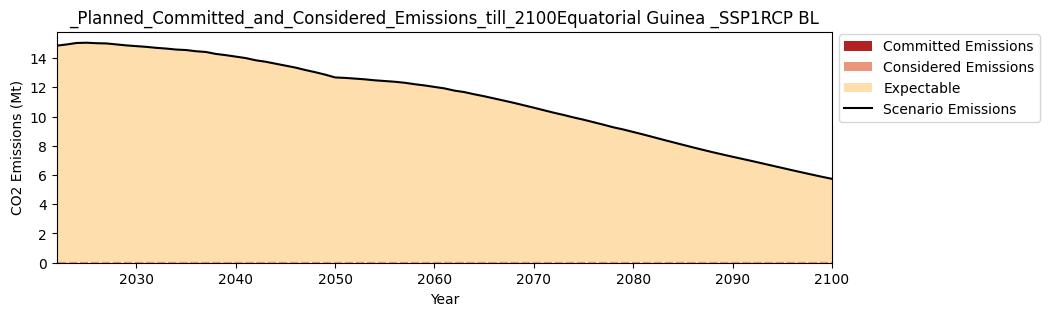 _Planned_Committed_and_Considered_Emissions_till_2100Equatorial Guinea _SSP1RCP BL
CO2 Emissions (Mt)
14
12
10
8
6
4
2
0
2030 2040 2050 2060 2070 2080 2090 2100
Year
Committed Emissions
Considered Emissions
Expectable
Scenario Emissions